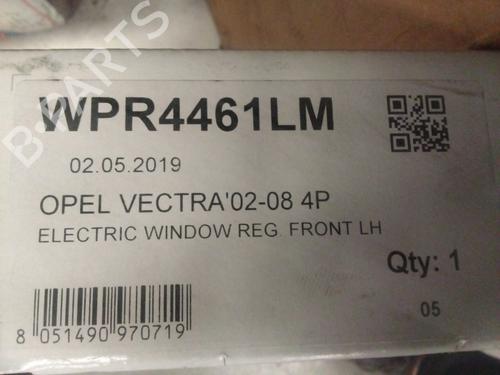 WPR4461LM
02.05.2019
OPEL VECTRA'02-08 4P
ELECTRIC WINDOW REG. FRONT LH
Qty: 1
05
8 051490 970719
B-PARTS